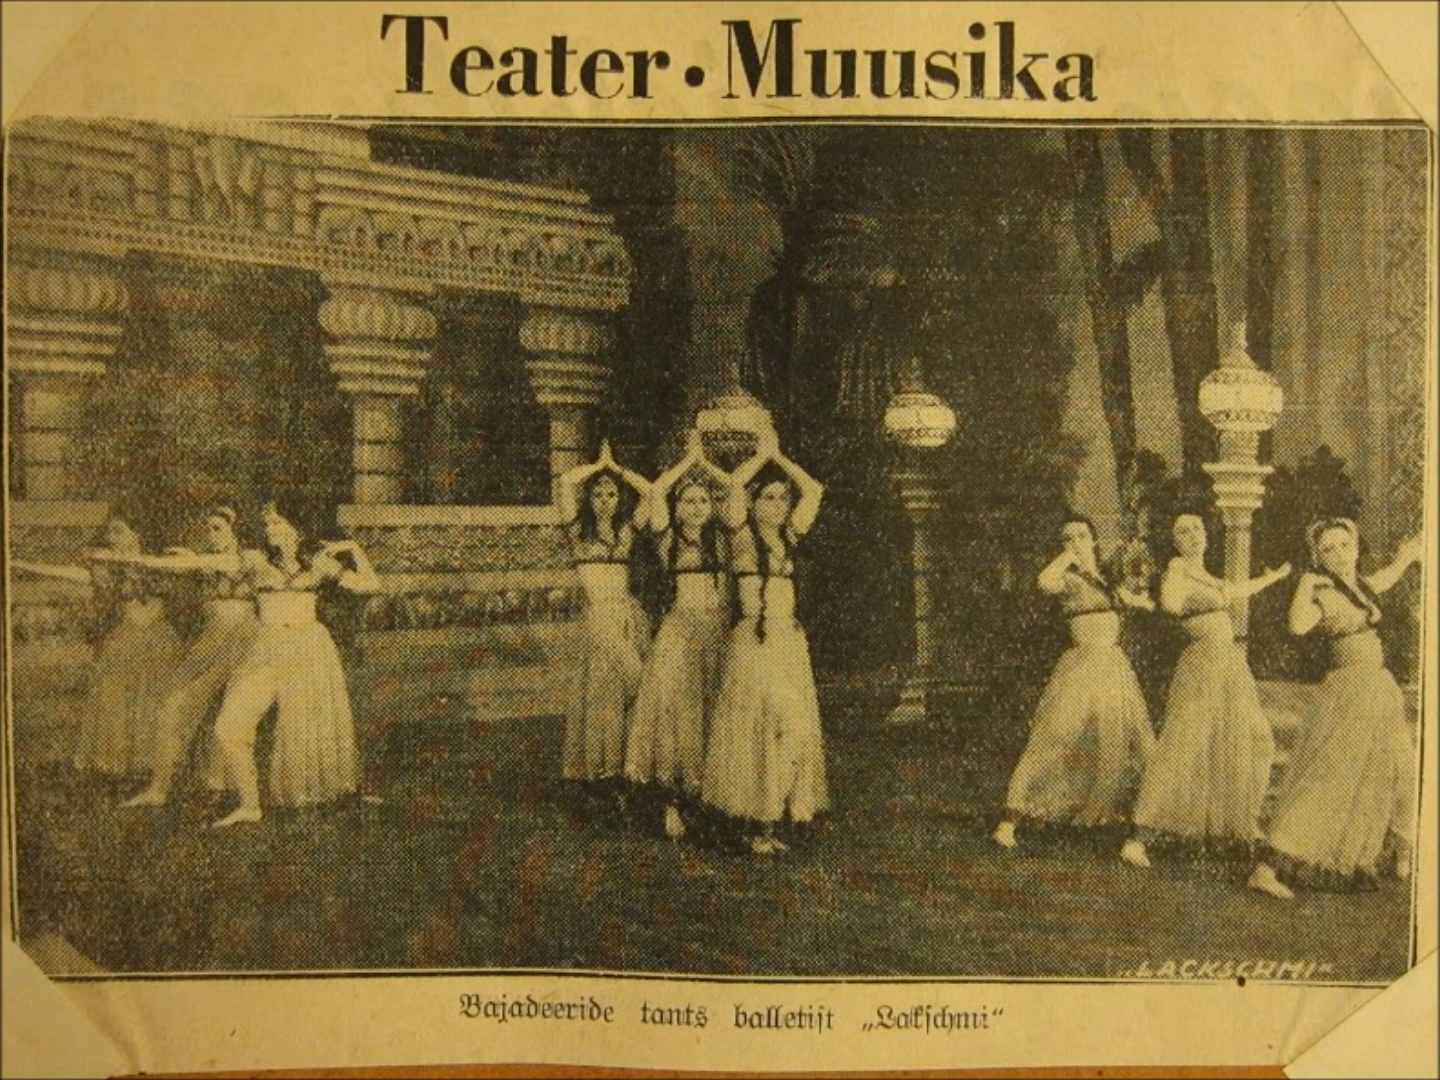 Teater • Muusika
„LACKSCHMI“
Bajadeeride tants balletist „Lakschmi“